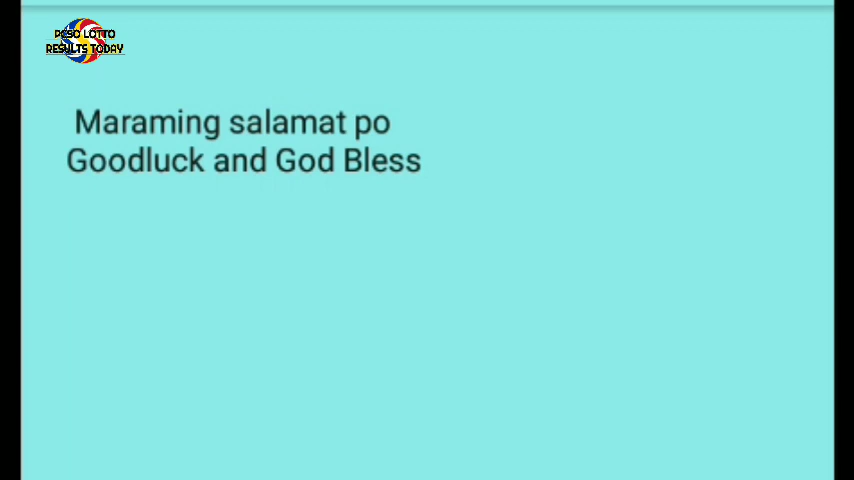 PCSO LOTTO
RESULTS TODAY
Maraming salamat po
Goodluck and God Bless